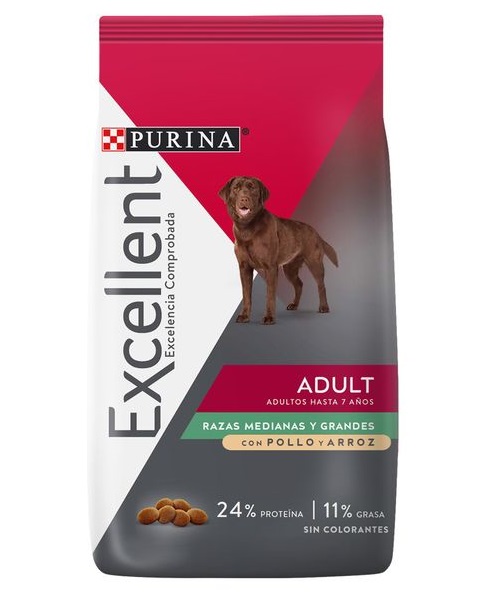 PURINA®
Excellent
Excelencia Comprobada
ADULT
ADULTOS HASTA 7 AÑOS
RAZAS MEDIANAS Y GRANDES
CON POLLO Y ARROZ
24% PROTEÍNA | 11% GRASA
SIN COLORANTES